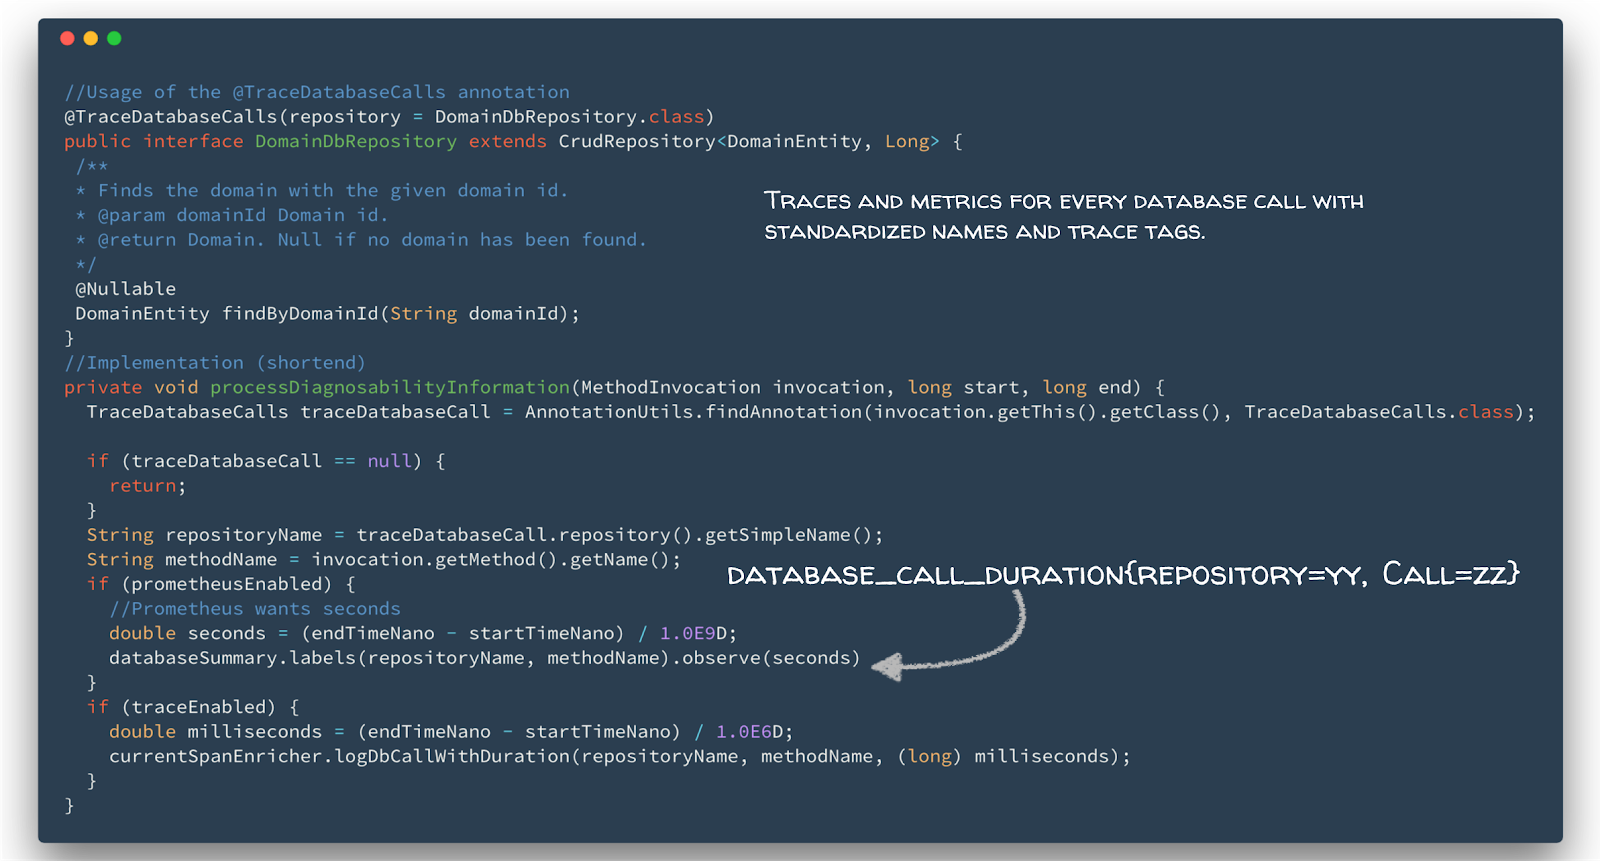 //Usage of the @TraceDatabaseCalls annotation
@TraceDatabaseCalls(repository = DomainDbRepository.class)
public interface DomainDbRepository extends CrudRepository<DomainEntity, Long> {
/**
* Finds the domain with the given domain id.
* @param domainId Domain id.
* @return Domain. Null if no domain has been found.
*/
@Nullable
DomainEntity findByDomainId(String domainId);
}
Traces and metrics for every database call with
standardized names and trace tags.
//Implementation (shortend)
private void processDiagnosabilityInformation(MethodInvocation invocation, long start, long end) {
TraceDatabaseCalls traceDatabaseCall = AnnotationUtils.findAnnotation(invocation.getThis().getClass(), TraceDatabaseCalls.class);
if (traceDatabaseCall == null) {
return;
}
String repositoryName = traceDatabaseCall.repository().getSimpleName();
String methodName = invocation.getMethod().getName();
if (prometheusEnabled) {
//Prometheus wants seconds
double seconds = (endTimeNano - startTimeNano) / 1.0E9D;
databaseSummary.labels(repositoryName, methodName).observe(seconds)
}
database_call_duration{repository=yy, Call=zz}
if (traceEnabled) {
double milliseconds = (endTimeNano - startTimeNano) / 1.0E6D;
currentSpanEnricher.logDbCallWithDuration(repositoryName, methodName, (long) milliseconds);
}
}